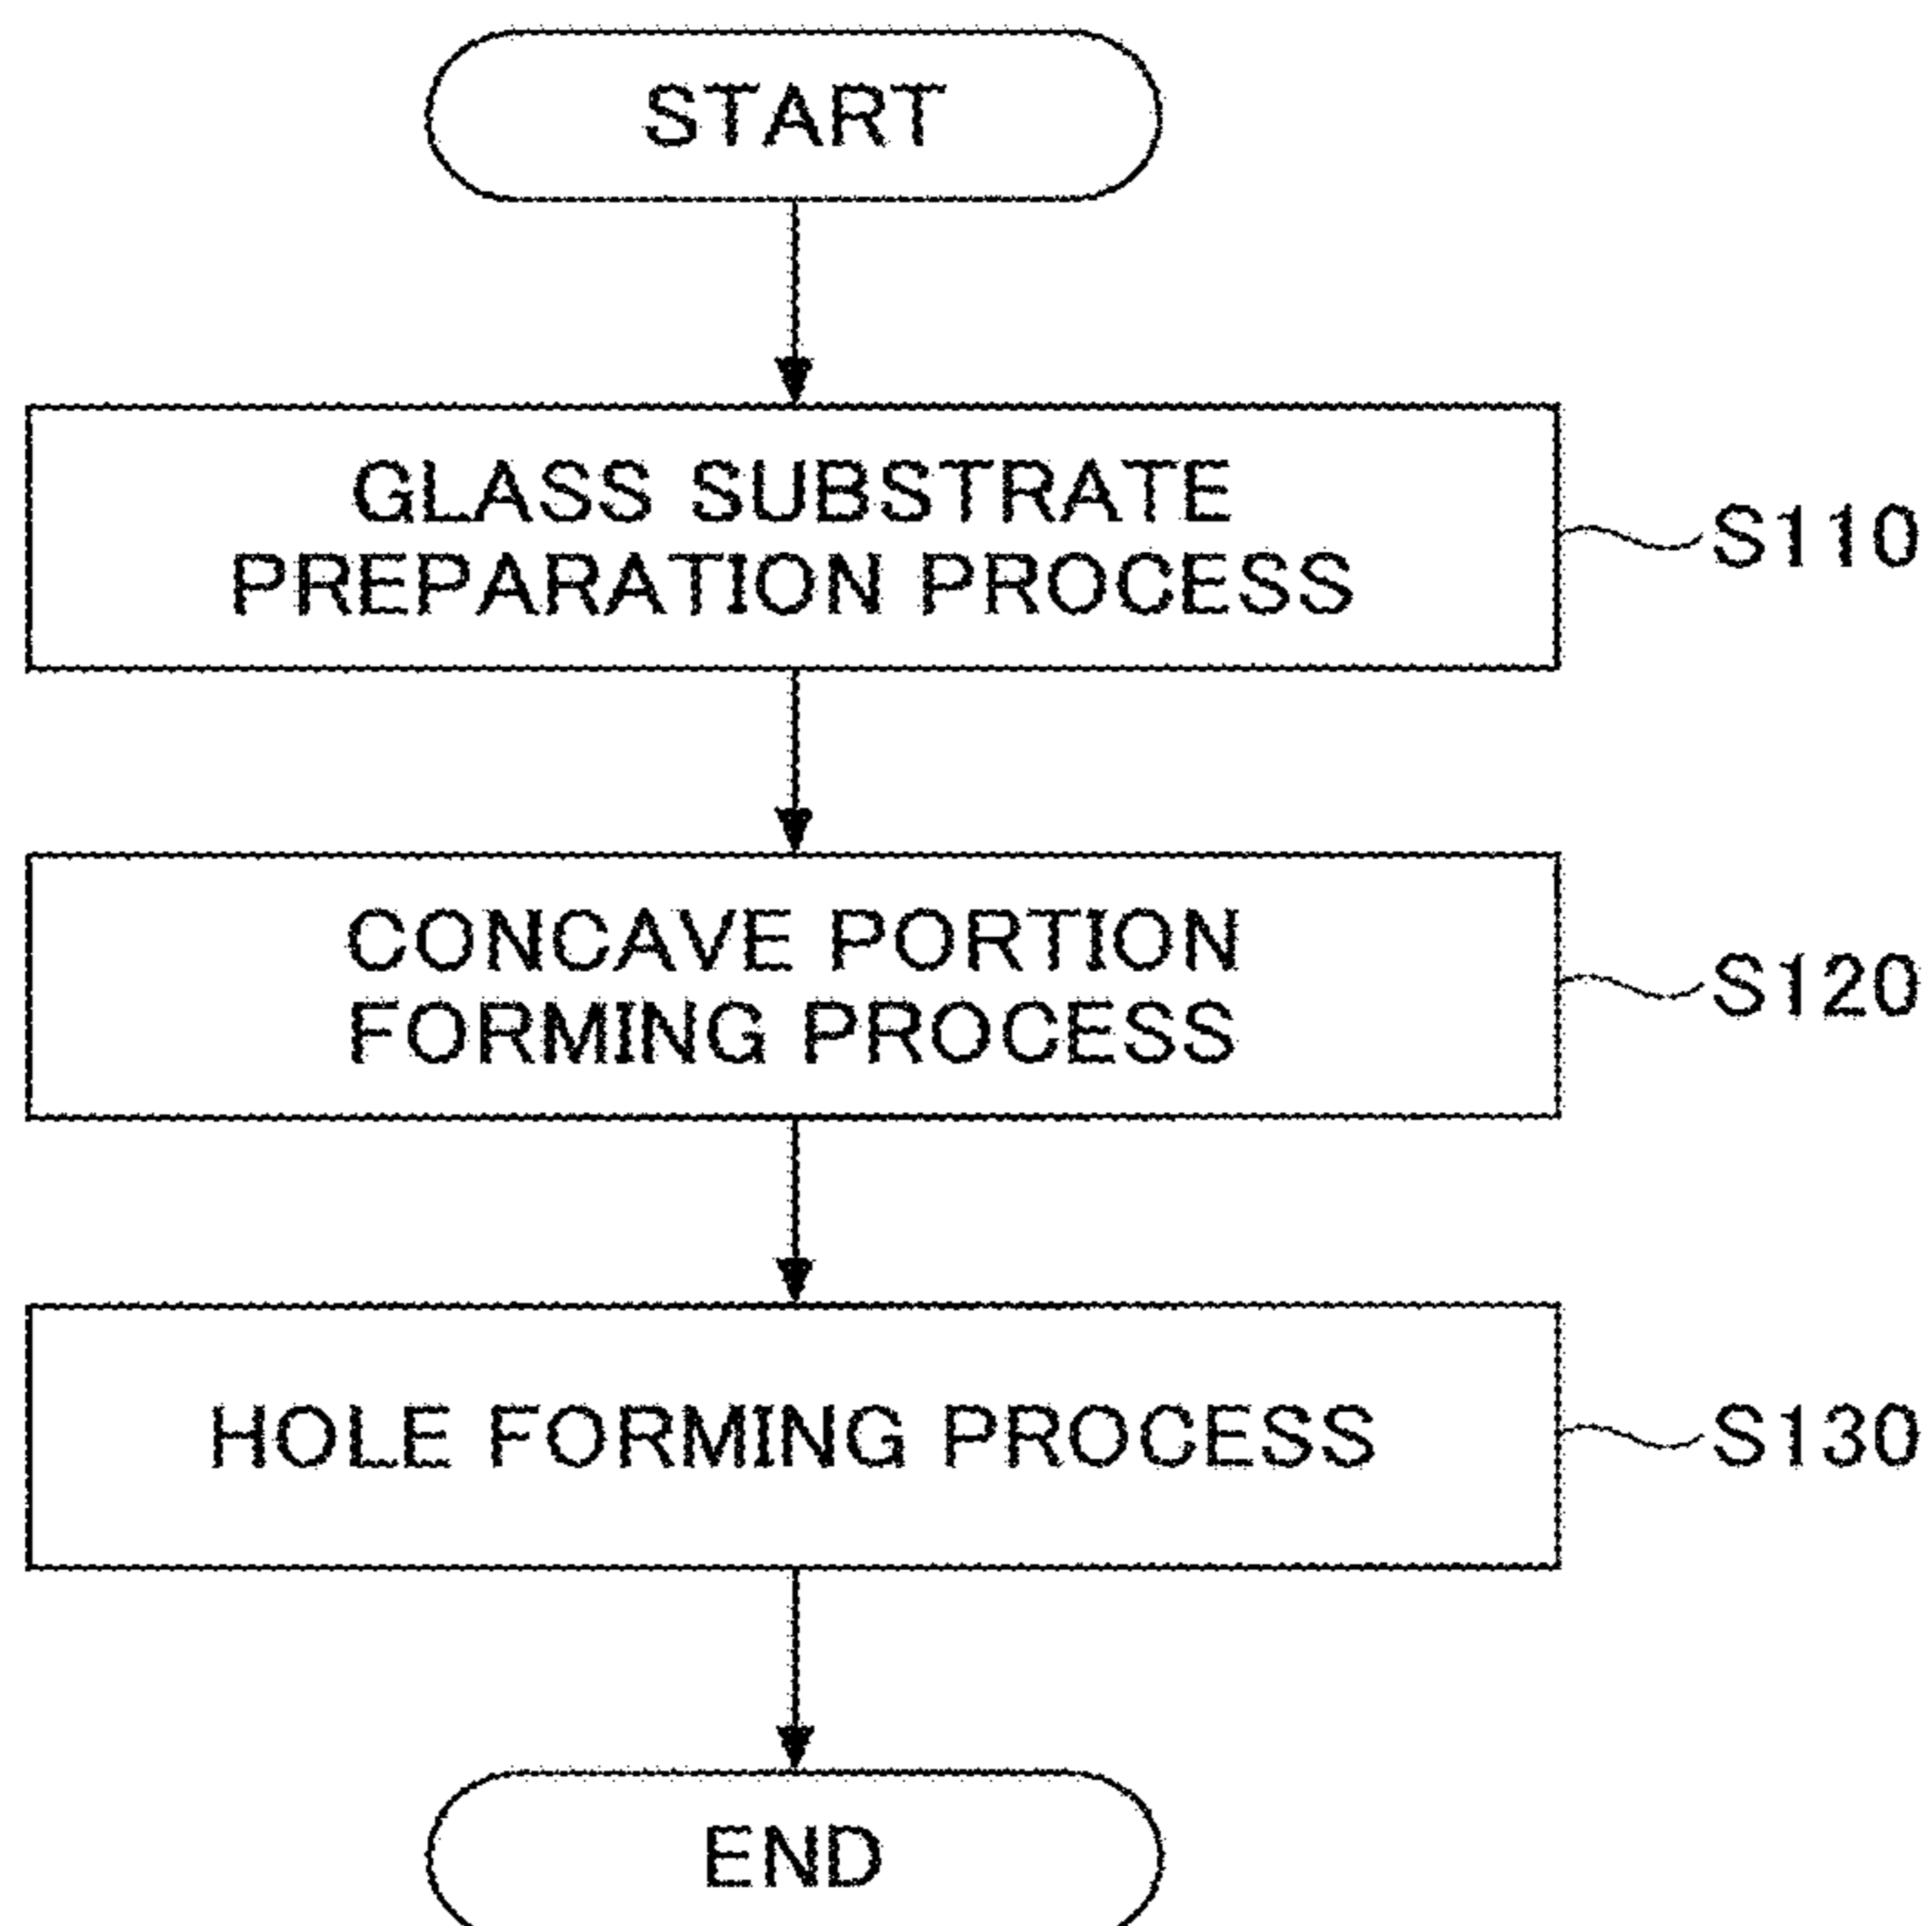 START
GLASS SUBSTRATE
PREPARATION PROCESS
S110
CONCAVE PORTION
FORMING PROCESS
S120
HOLE FORMING PROCESS
S130
END